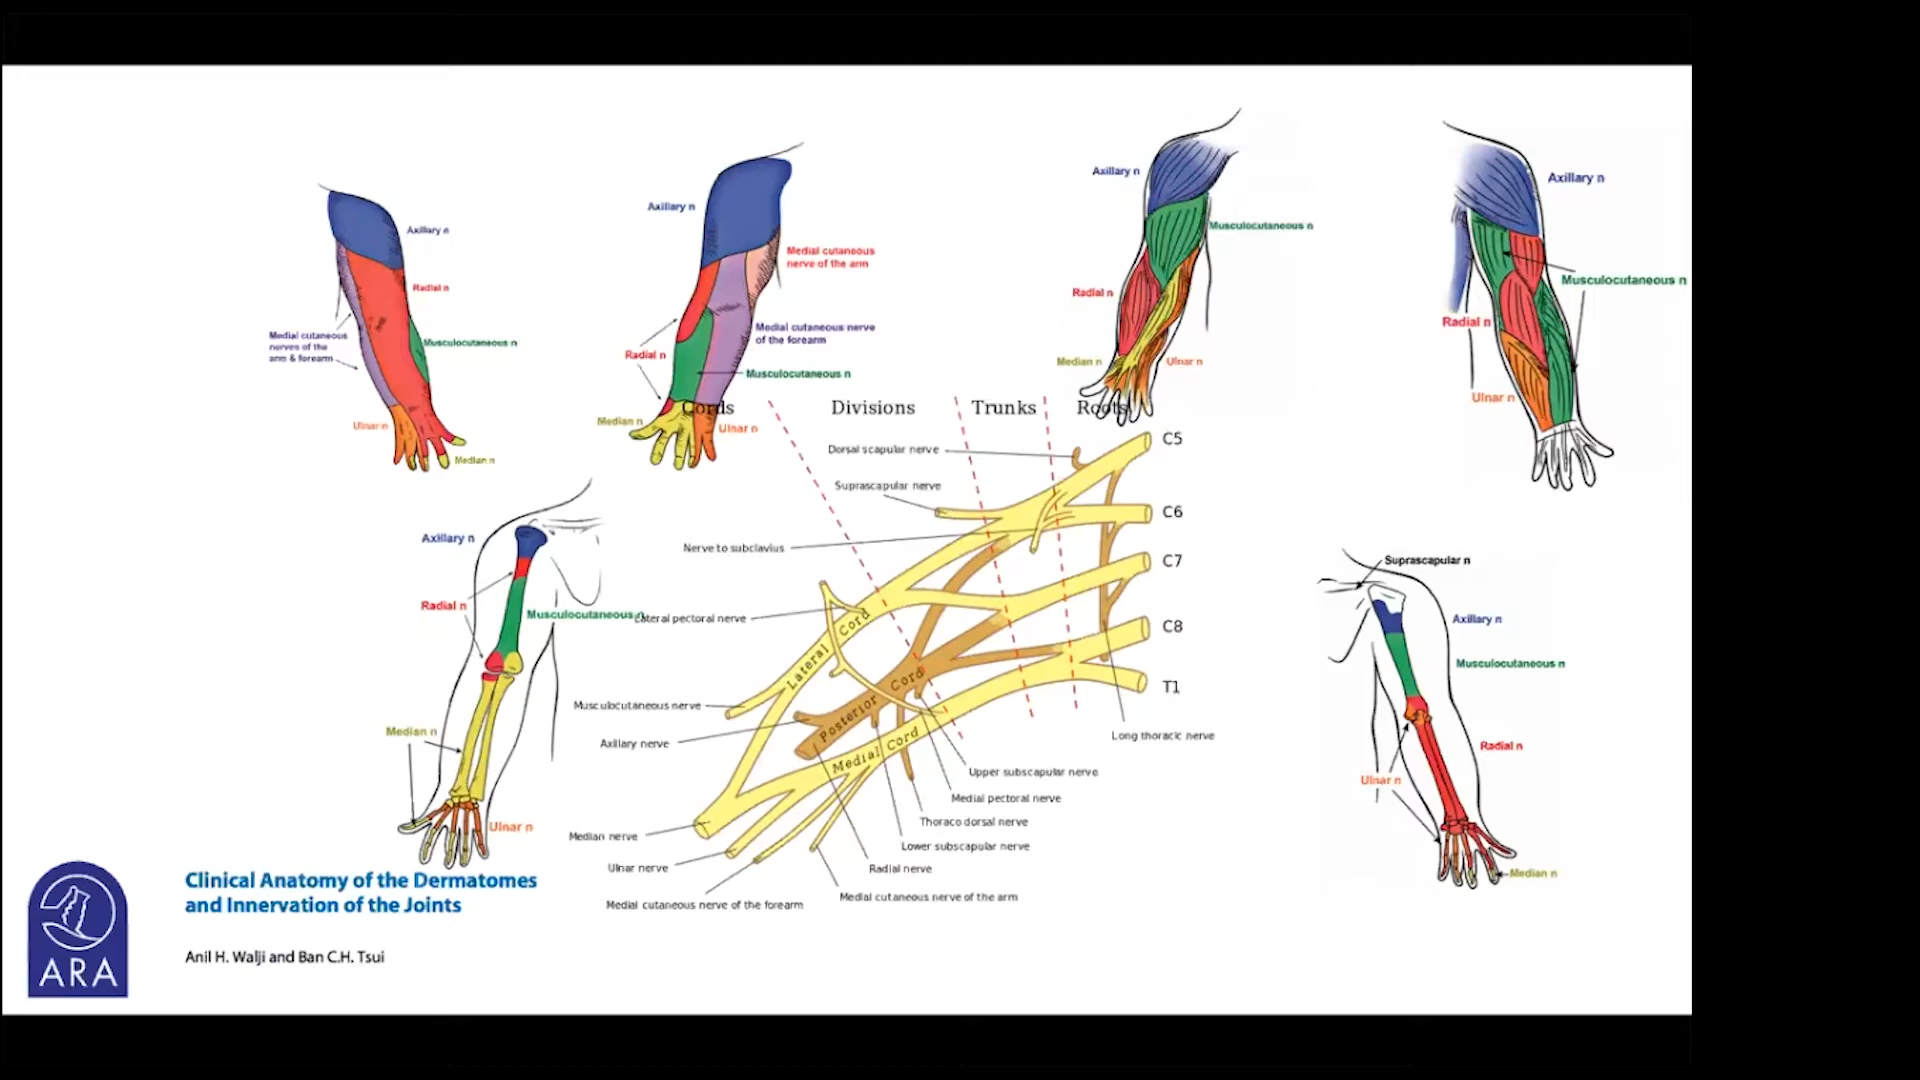 Axillary n
Radial n
Medial cutaneous
nerves of the
arm & forearm
Musculocutaneous n
Ulnar n
Median n
Axillary n
Medial cutaneous
nerve of the arm
Medial cutaneous nerve
of the forearm
Radial n
Musculocutaneous n
Median n
Ulnar n
Axillary n
Musculocutaneous n
Radial n
Median n
Ulnar n
Axillary n
Musculocutaneous n
Radial n
Ulnar n
Cords
Divisions
Trunks
Roots
Dorsal scapular nerve
Suprascapular nerve
Nerve to subclavius
Lateral pectoral nerve
Musculocutaneous nerve
Axillary nerve
Median nerve
Ulnar nerve
Medial cutaneous nerve of the forearm
C5
C6
C7
C8
T1
Lateral Cord
Posterior Cord
Medial Cord
Long thoracic nerve
Upper subscapular nerve
Medial pectoral nerve
Thoraco dorsal nerve
Lower subscapular nerve
Radial nerve
Medial cutaneous nerve of the arm
Axillary n
Radial n
Musculocutaneous n
Median n
Ulnar n
Suprascapular n
Axillary n
Musculocutaneous n
Radial n
Ulnar n
Median n
Clinical Anatomy of the Dermatomes
and Innervation of the Joints
Anil H. Walji and Ban C.H. Tsui
ARA